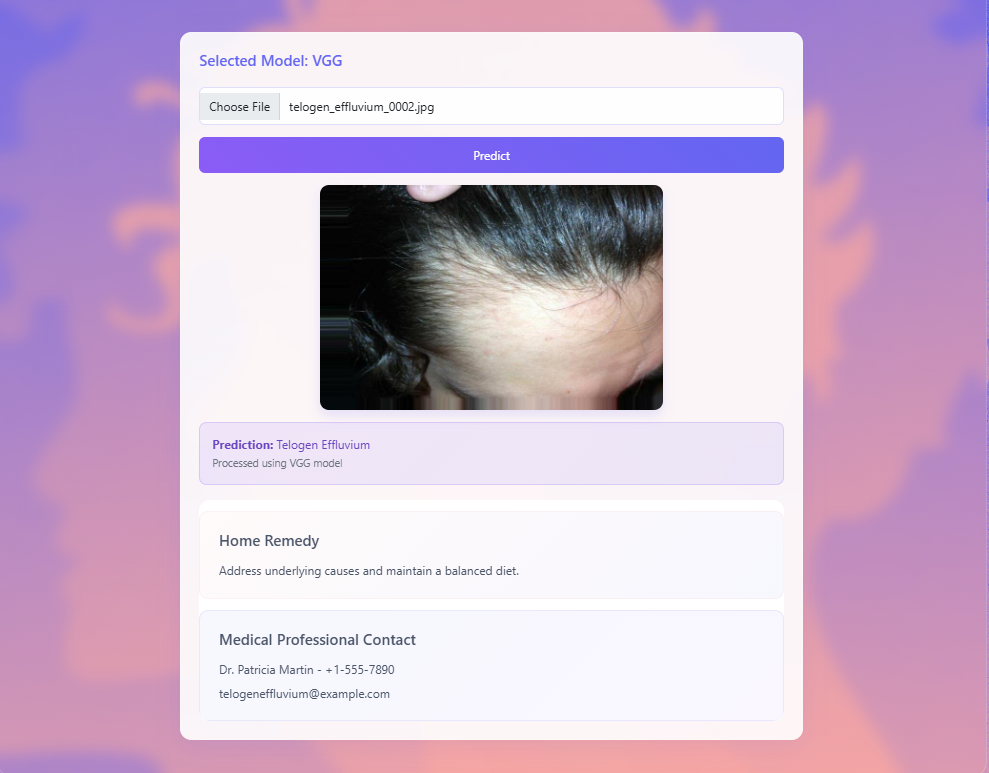 Selected Model: VGG
Choose File telogen_effluvium_0002.jpg
Predict
Prediction: Telogen Effluvium
Processed using VGG model
Home Remedy
Address underlying causes and maintain a balanced diet.
Medical Professional Contact
Dr. Patricia Martin - +1-555-7890
telogeneffluvium@example.com